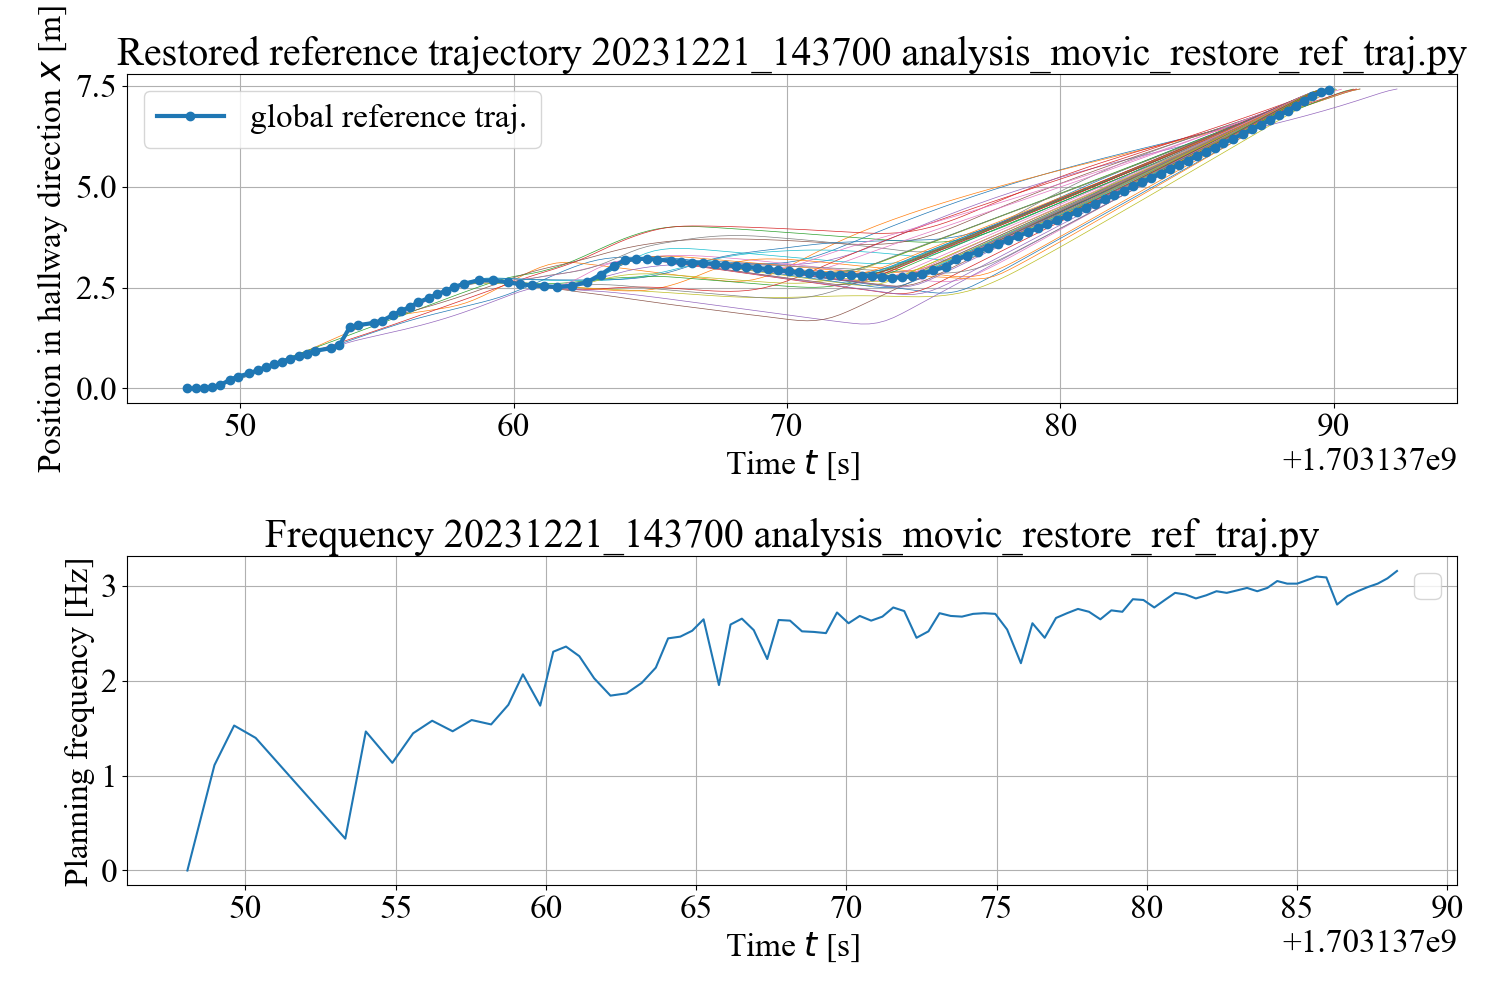 Restored reference trajectory 20231221_143700 analysis_movic_restore_ref_traj.py
Position in hallway direction x [m]
7.5
5.0
2.5
0.0
global reference traj.
50 60 70 80 90
Time t [s]
+1.703137e9
Frequency 20231221_143700 analysis_movic_restore_ref_traj.py
Planning frequency [Hz]
3
2
1
0
50 55 60 65 70 75 80 85 90
Time t [s]
+1.703137e9